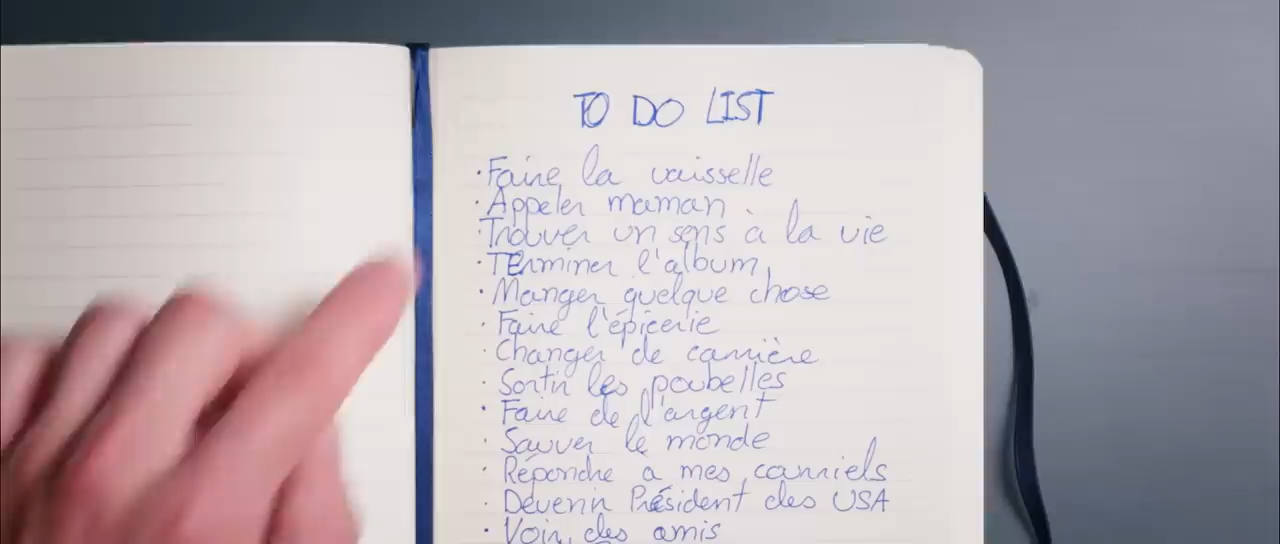 TO DO LIST
· Faire la vaisselle
· Appeler maman
· Trouver un sens à la vie
· Terminer l'album
· Manger quelque chose
· Faire l'épicerie
· Changer de carrière
· Sortir les poubelles
· Faire de l'argent
· Sauver le monde
· Répondre a mes courriels
· Devenir Président des USA
· Voir des amis